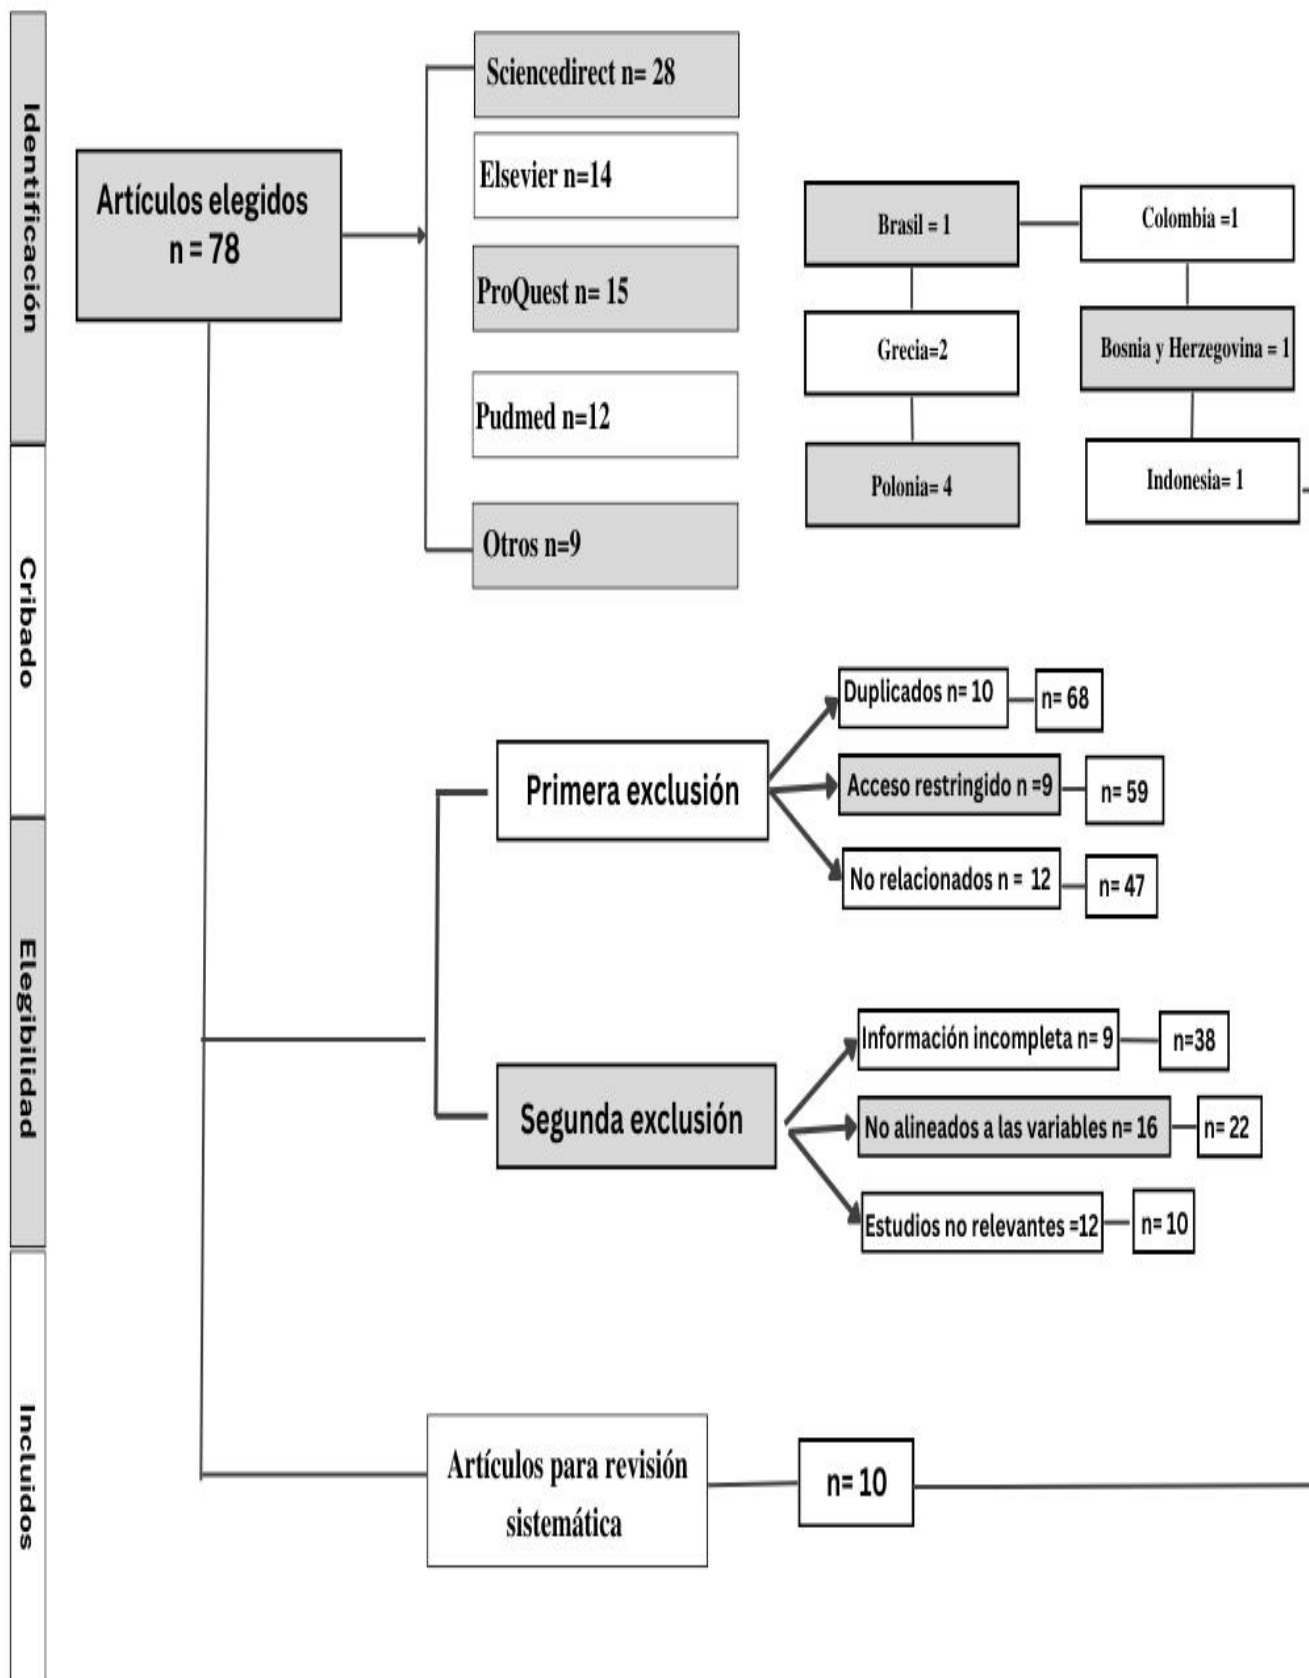 Identificación
Artículos elegidos
n = 78
Sciencedirect n= 28
Elsevier n=14
ProQuest n= 15
Pudmed n=12
Otros n=9
Brasil = 1
Colombia =1
Grecia=2
Bosnia y Herzegovina = 1
Polonia= 4
Indonesia= 1
Cribado
Primera exclusión
Duplicados n= 10
n= 68
Acceso restringido n =9
n= 59
No relacionados n = 12
n= 47
Elegibilidad
Segunda exclusión
Información incompleta n= 9
n=38
No alineados a las variables n= 16
n= 22
Estudios no relevantes =12
n= 10
Incluidos
Artículos para revisión
sistemática
n= 10